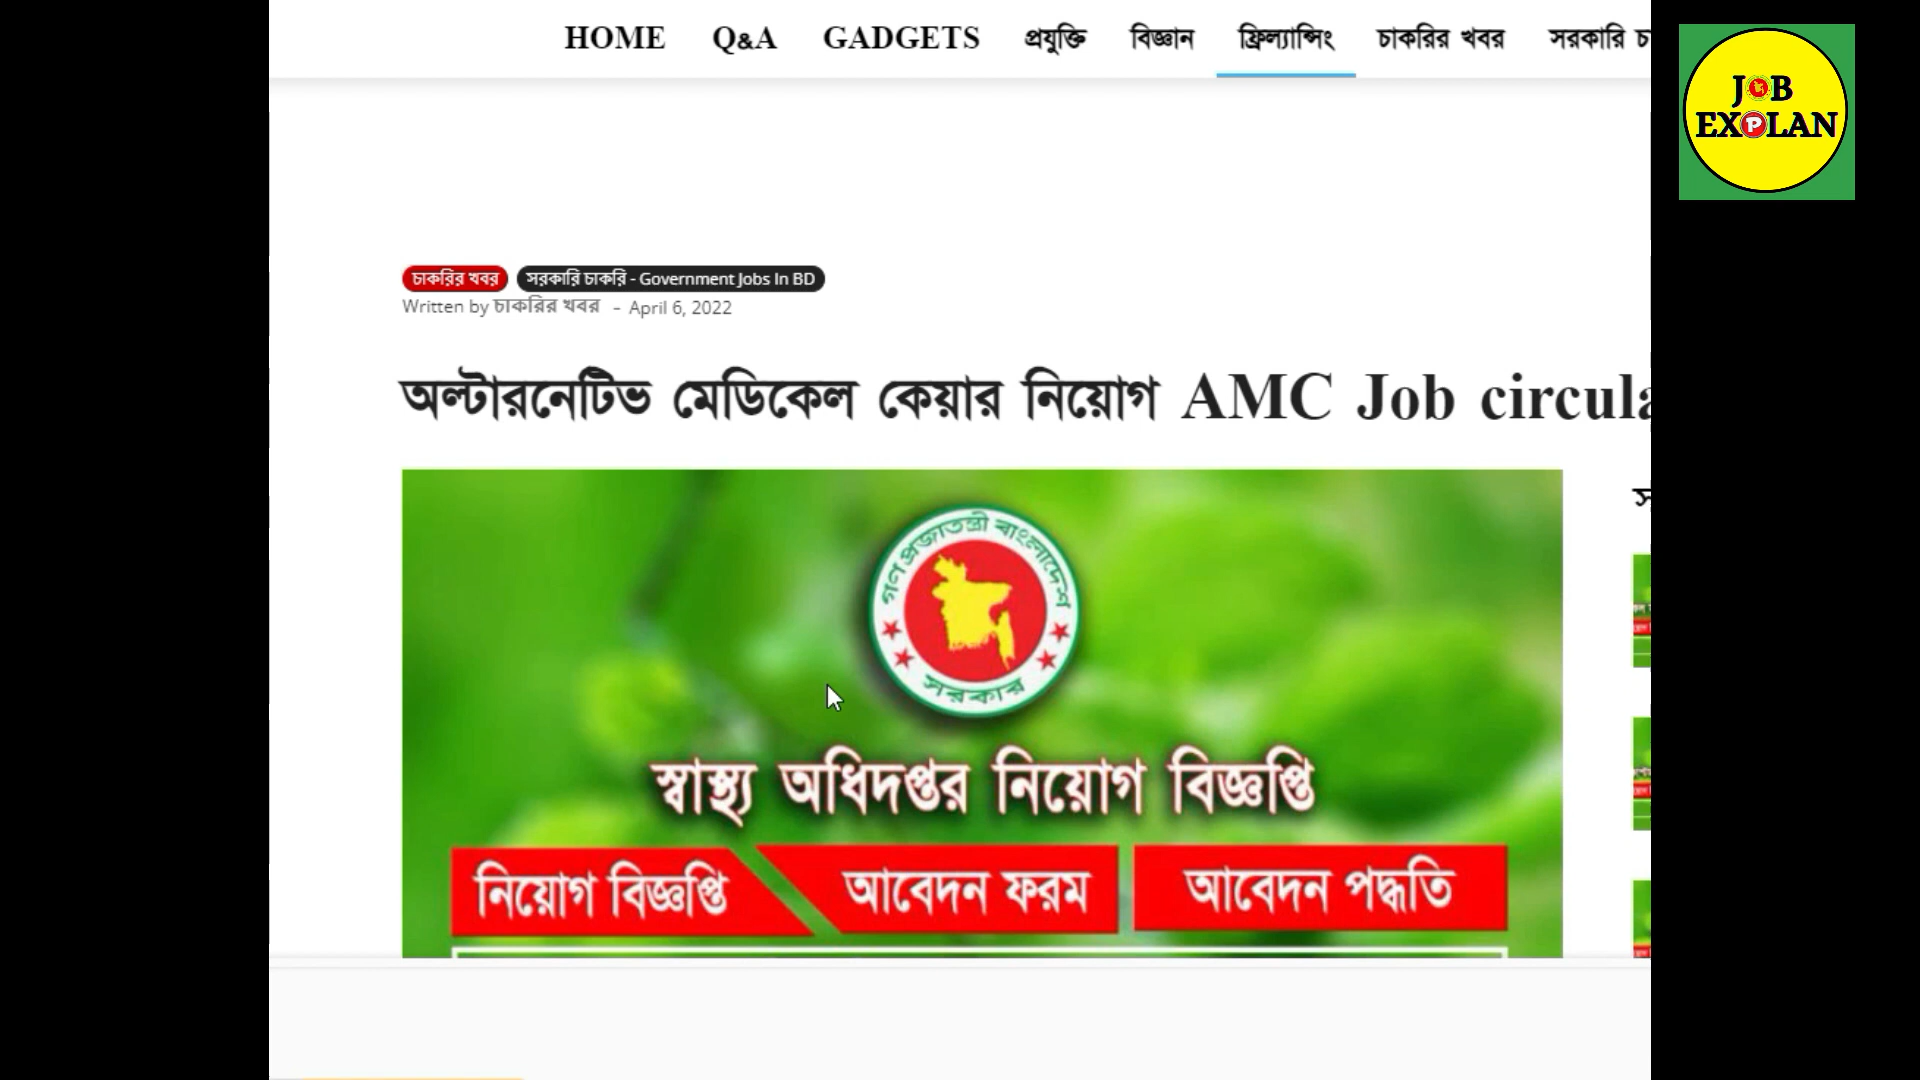 HOME Q&A GADGETS প্রযুক্তি বিজ্ঞান ফ্রিল্যান্সিং চাকরির খবর সরকারি
JOB
EXPLAN
চাকরির খবর সরকারি চাকরি - Government Jobs In BD
Written by চাকরির খবর - April 6, 2022
অল্টারনেটিভ মেডিকেল কেয়ার নিয়োগ AMC Job circula
গণপ্রজাতন্ত্রী বাংলাদেশ
সরকার
স্বাস্থ্য অধিদপ্তর নিয়োগ বিজ্ঞপ্তি
নিয়োগ বিজ্ঞপ্তি আবেদন ফরম আবেদন পদ্ধতি